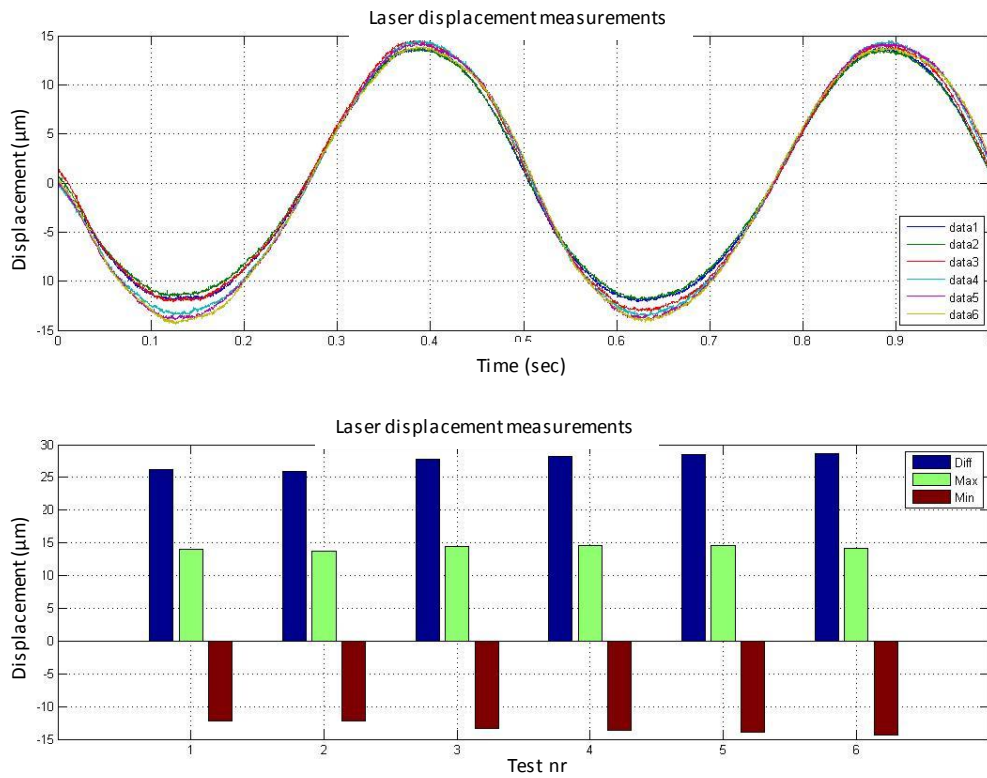 Laser displacement measurements
15
10
5
0
-5
10
-15
Displacement (µm)
0 0.1 0.2 0.3 0.4 0.5 0.6 0.7 0.8 0.9
Time (sec)
data1
data2
data3
data4
data5
data6
Laser displacement measurements
30
25
20
15
10
5
0
-5
-10
-15
Displacement (µm)
1 2 3 4 5 6
Test nr
Diff
Max
Min